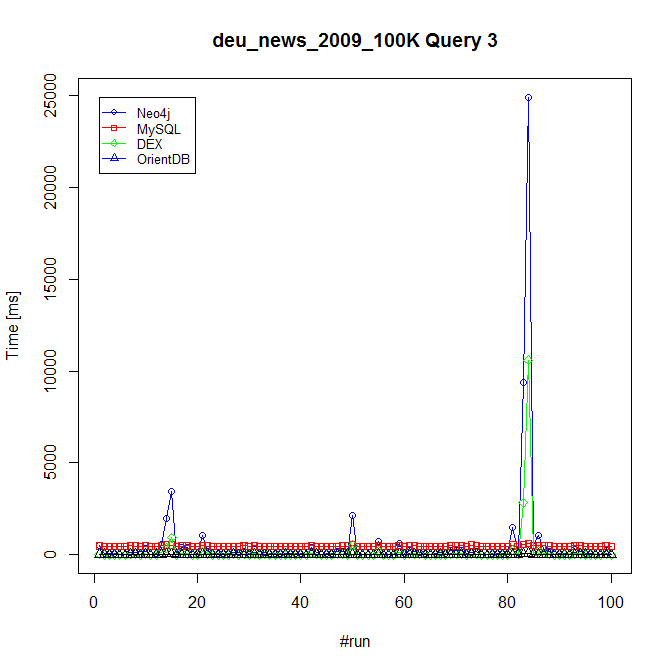 deu_news_2009_100K Query 3
Neo4j
MySQL
DEX
OrientDB
Time [ms]
25000
20000
15000
10000
5000
0
0 20 40 60 80 100
#run